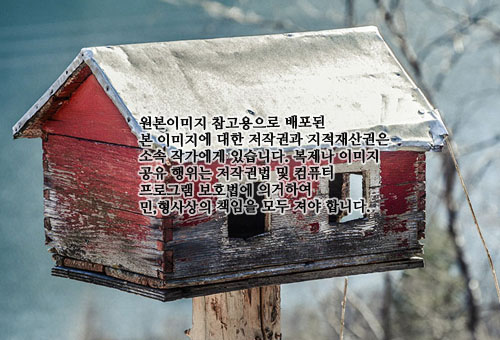 원본이미지 참고용으로 배포된
본 이미지에 대한 저작권과 지적재산권은
소속 작가에게 있습니다. 복제나 이미지
공유 행위는 저작권법 및 컴퓨터
프로그램 보호법에 의거하여
민,형사상의 책임을 모두 져야 합니다.